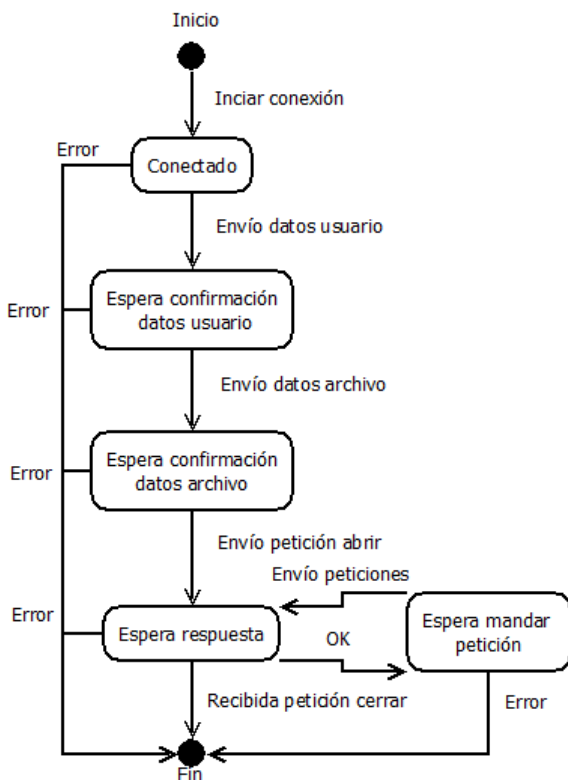 Inicio
Inciar conexión
Error
Conectado
Envío datos usuario
Espera confirmación
datos usuario
Error
Envío datos archivo
Espera confirmación
datos archivo
Error
Envío petición abrir
Envío peticiones
Error
Espera respuesta
OK
Espera mandar
petición
Recibida petición cerrar
Error
Fin